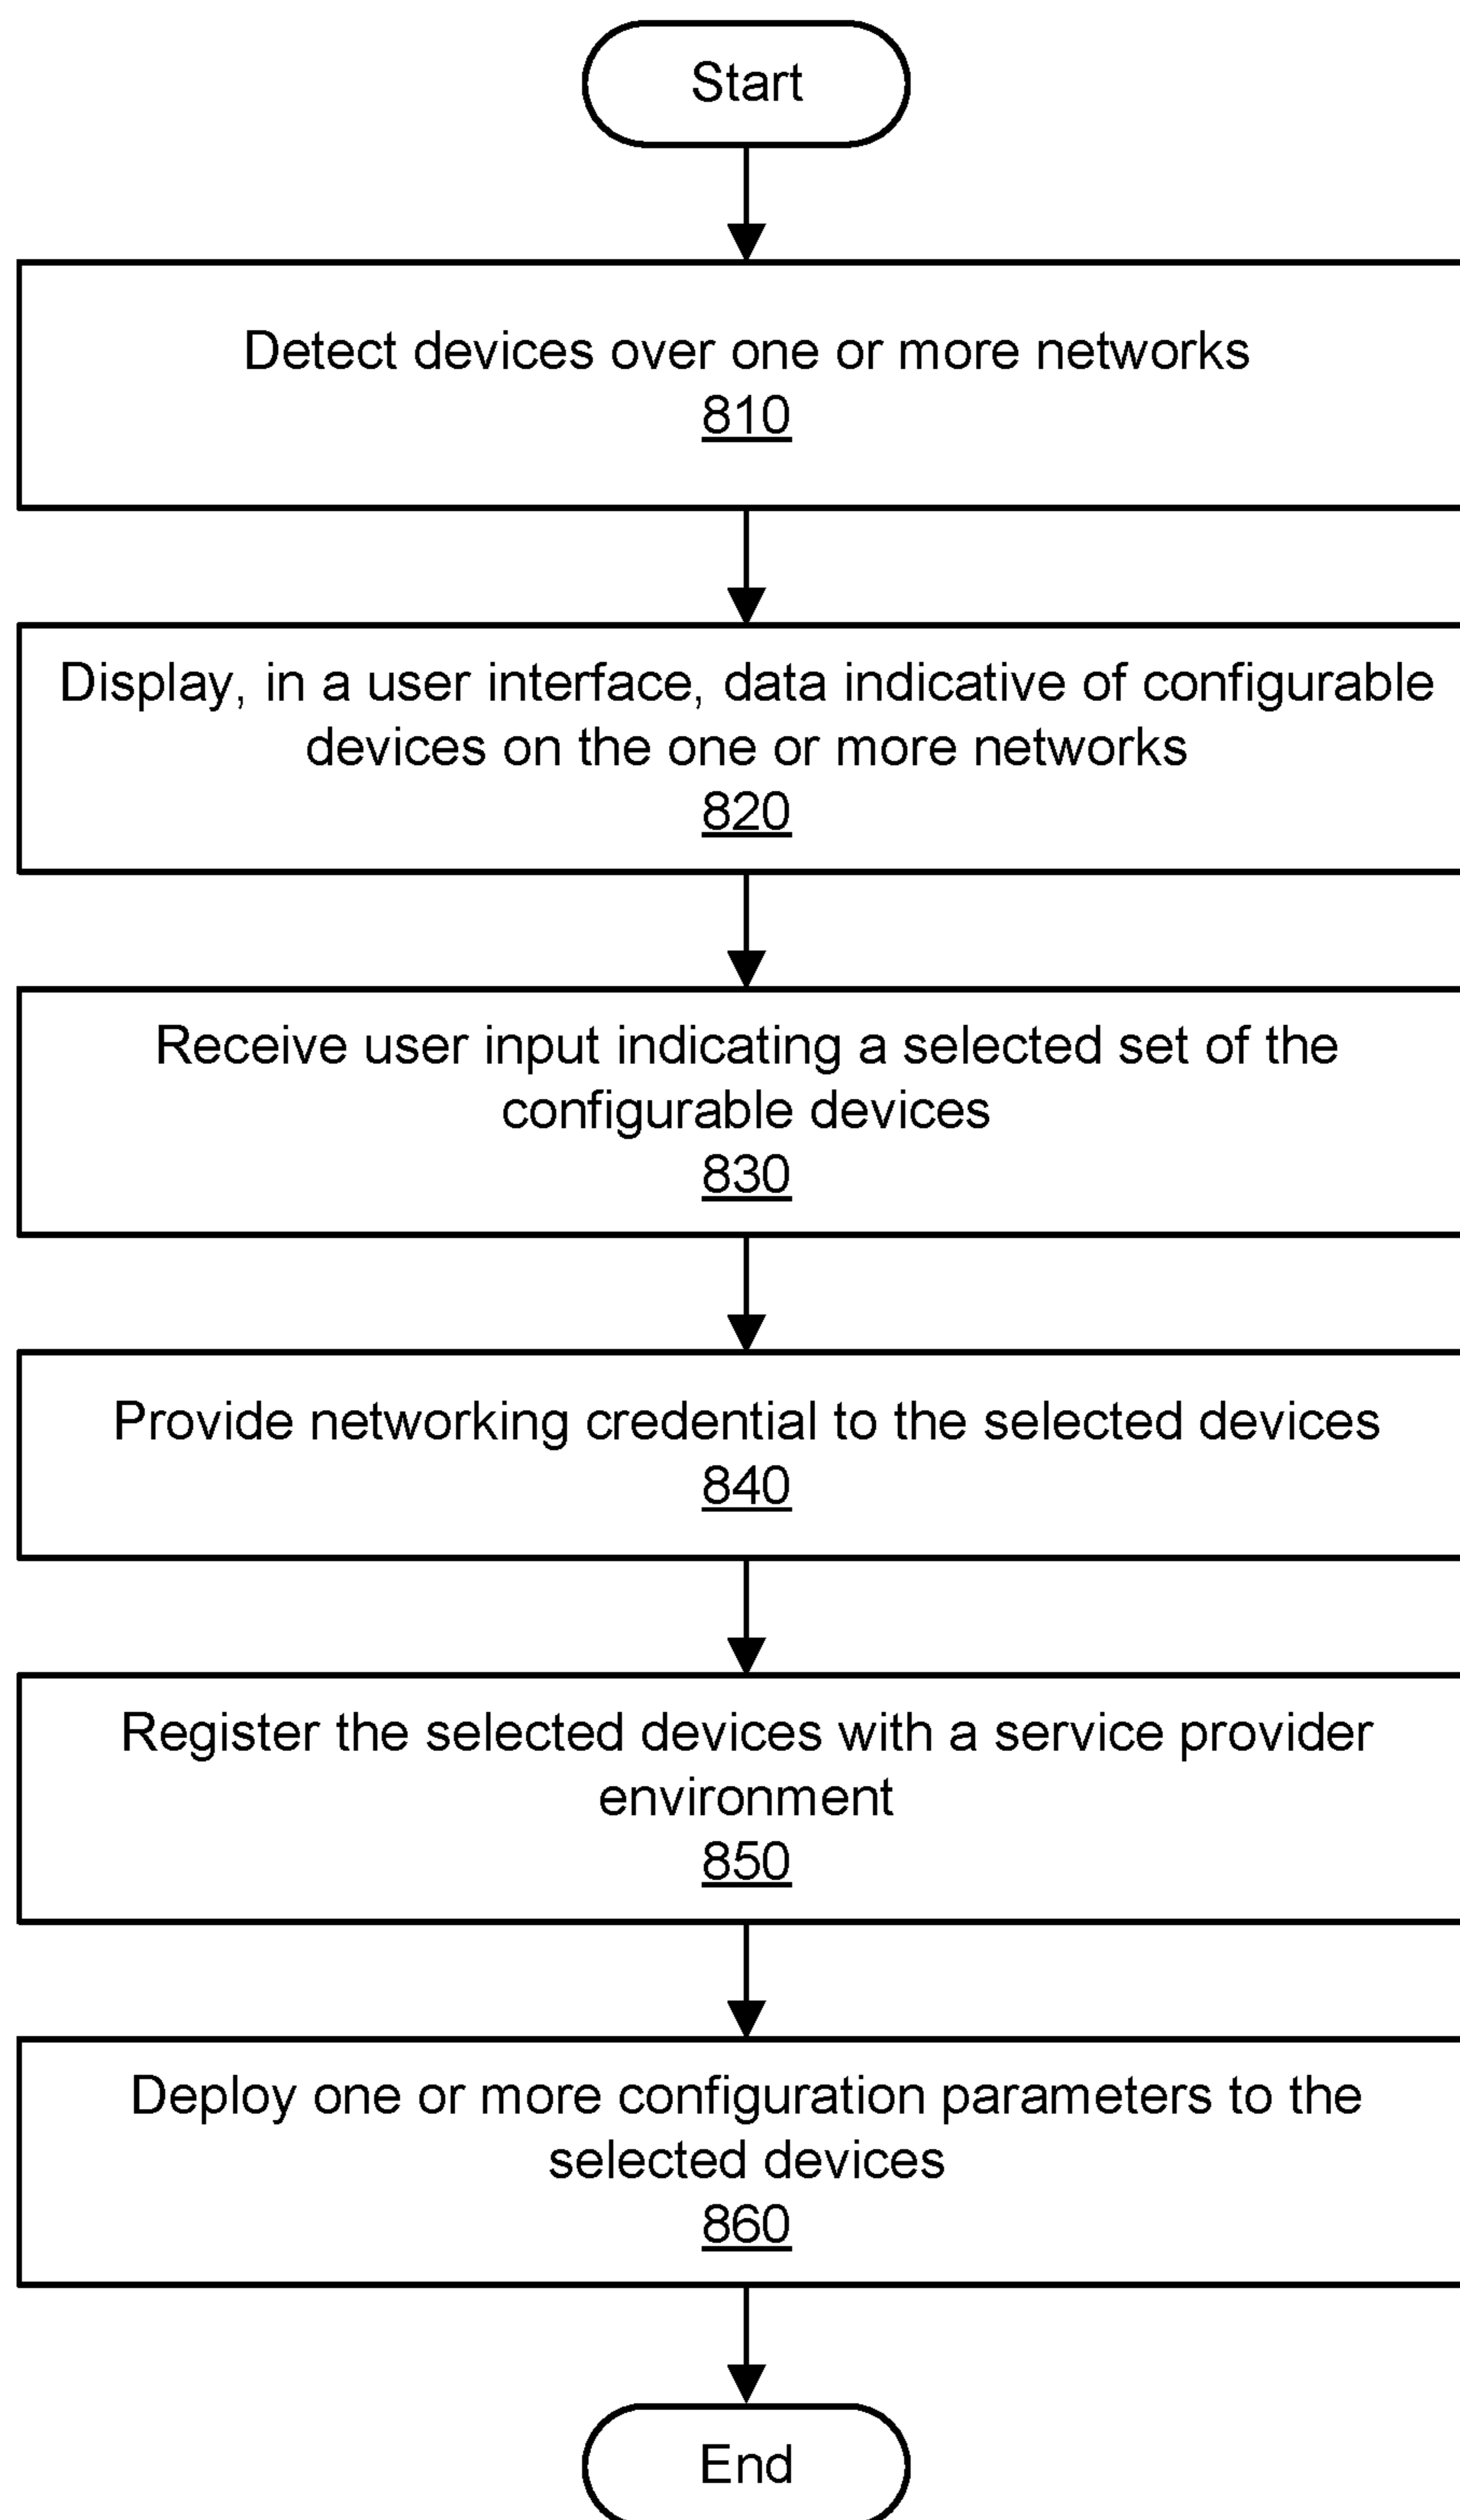 Start
Detect devices over one or more networks
810
Display, in a user interface, data indicative of configurable
devices on the one or more networks
820
Receive user input indicating a selected set of the
configurable devices
830
Provide networking credential to the selected devices
840
Register the selected devices with a service provider
environment
850
Deploy one or more configuration parameters to the
selected devices
860
End